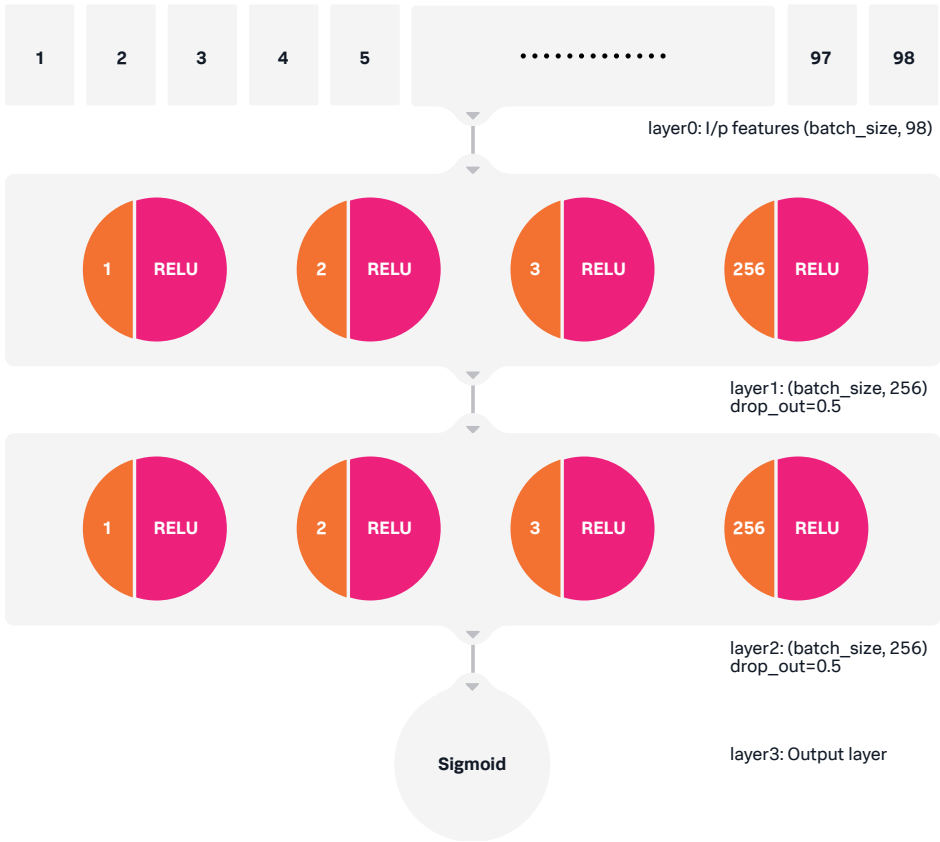 1 2 3 4 5 ............. 97 98
layer0: I/p features (batch_size, 98)
1 RELU 2 RELU 3 RELU 256 RELU
layer1: (batch_size, 256)
drop_out=0.5
1 RELU 2 RELU 3 RELU 256 RELU
layer2: (batch_size, 256)
drop_out=0.5
Sigmoid
layer3: Output layer